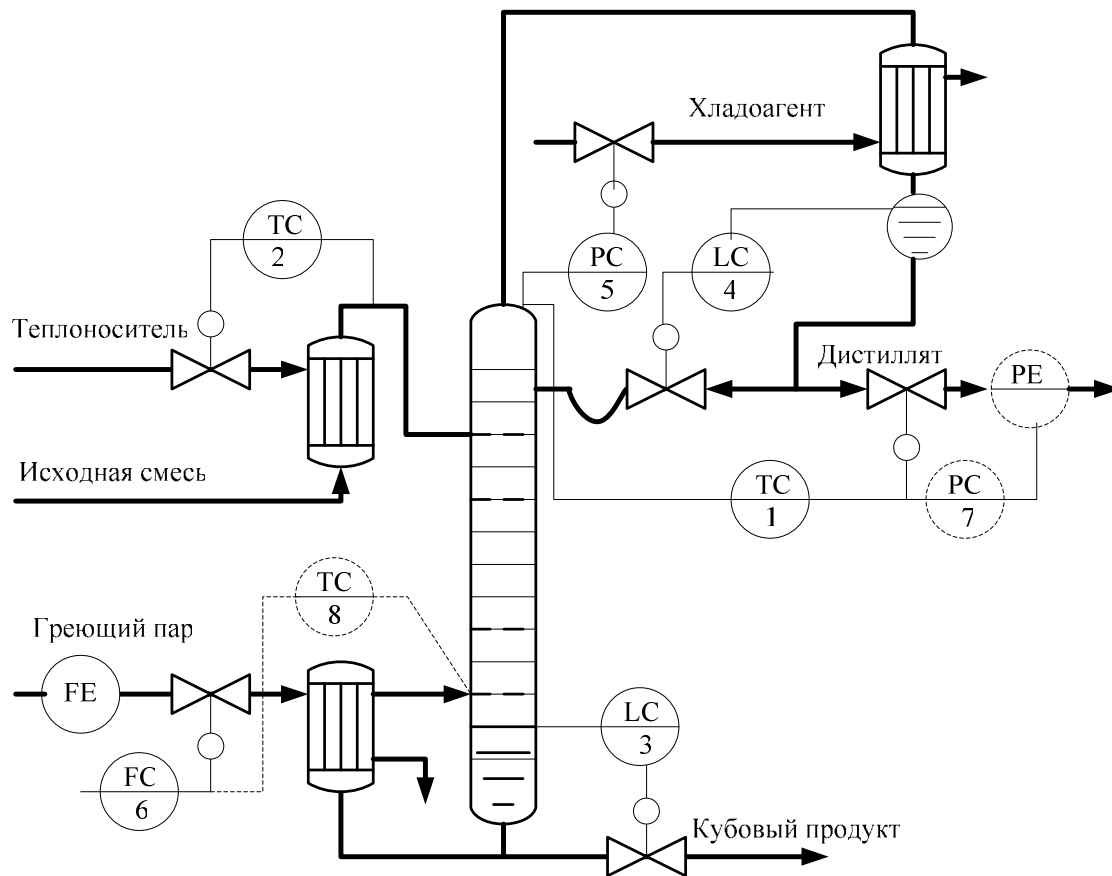 Хладоагент
TC
2
PC
5
LC
4
Теплоноситель
Дистиллят
PE
Исходная смесь
TC
1
PC
7
TC
8
Греющий пар
FE
LC
3
FC
6
Кубовый продукт